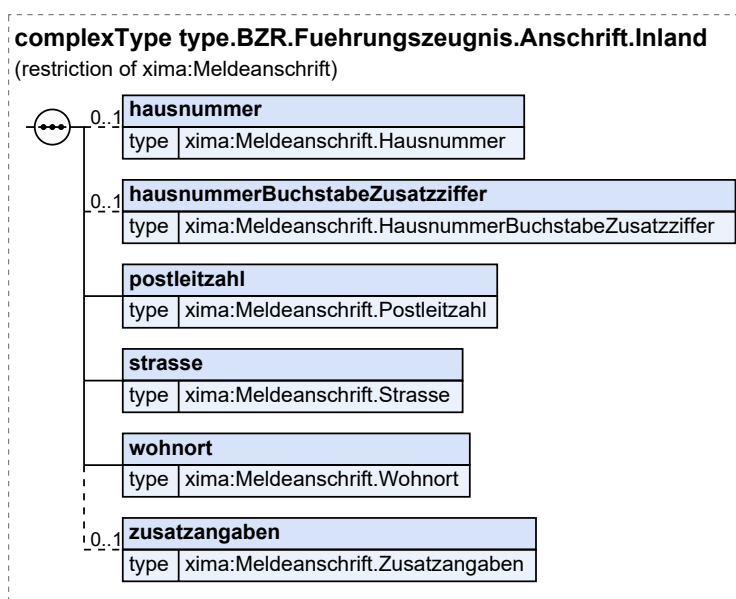 complexType type.BZR.Fuehrungszeugnis.Anschrift.Inland
(restriction of xima:Meldeanschrift)
0..1 hausnummer
type xima:Meldeanschrift.Hausnummer
0..1 hausnummerBuchstabeZusatzziffer
type xima:Meldeanschrift.HausnummerBuchstabeZusatzziffer
postleitzahl
type xima:Meldeanschrift.Postleitzahl
strasse
type xima:Meldeanschrift.Strasse
wohnort
type xima:Meldeanschrift.Wohnort
0..1 zusatzangaben
type xima:Meldeanschrift.Zusatzangaben